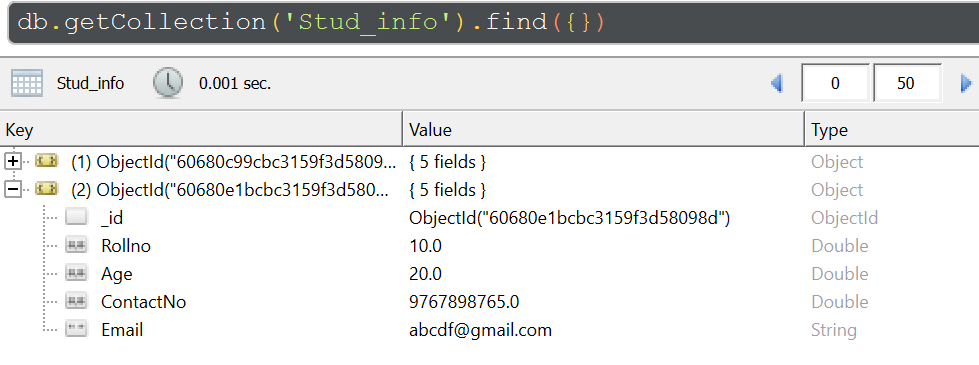 db.getCollection('Stud_info').find({})
Stud_info 0.001 sec. 0 50
Key Value Type
(1) ObjectId("60680c99cbc3159f3d5809... { 5 fields } Object
(2) ObjectId("60680e1bcbc3159f3d580... { 5 fields } Object
_id ObjectId("60680e1bcbc3159f3d58098d") ObjectId
Rollno 10.0 Double
Age 20.0 Double
ContactNo 9767898765.0 Double
Email abcdf@gmail.com String